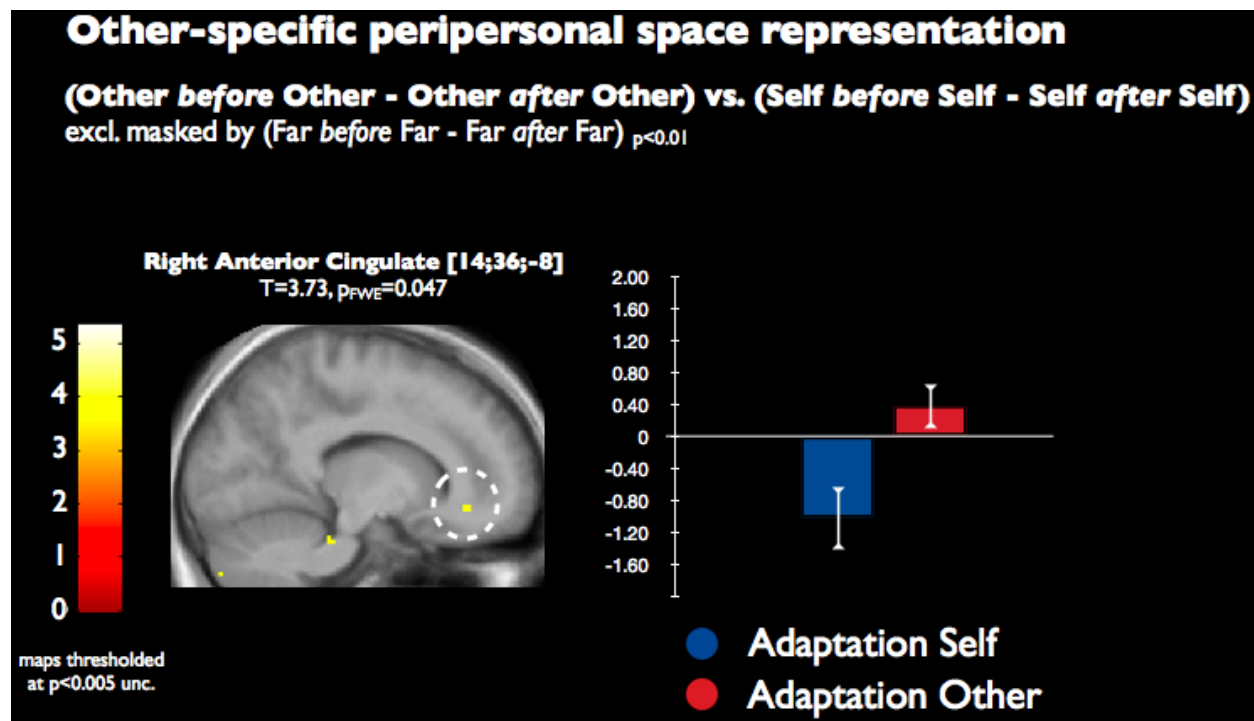 Other-specific peripersonal space representation
(Other before Other - Other after Other) vs. (Self before Self - Self after Self)
excl. masked by (Far before Far - Far after Far) p<0.01
Right Anterior Cingulate [14;36;-8]
T=3.73, pFWE=0.047
5
4
3
2
1
0
maps thresholded
at p<0.005 unc.
2.00
1.60
1.20
0.80
0.40
0
-0.40
-0.80
-1.20
-1.60
Adaptation Self
Adaptation Other